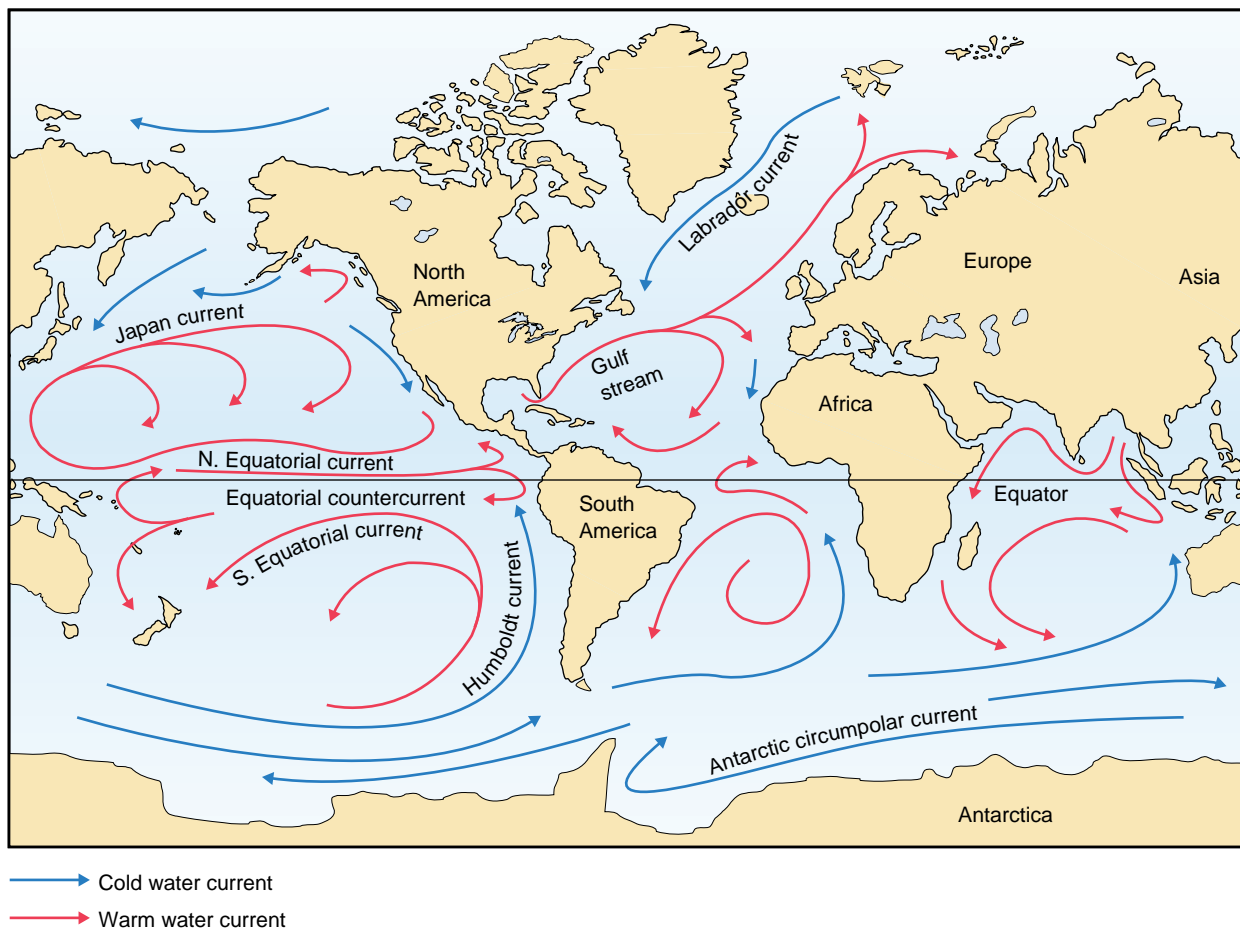 Labrador current
North
America
Europe
Asia
Japan current
Gulf
stream
Africa
N. Equatorial current
Equatorial countercurrent
Equator
South
America
S. Equatorial current
Humboldt current
Antarctic circumpolar current
Antarctica
Cold water current
Warm water current